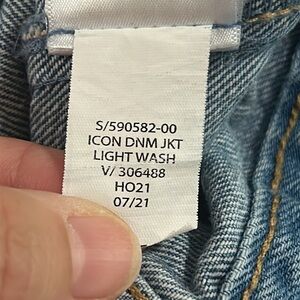 S/590582-00
ICON DNM JKT
LIGHT WASH
V/ 306488
HO21
07/21